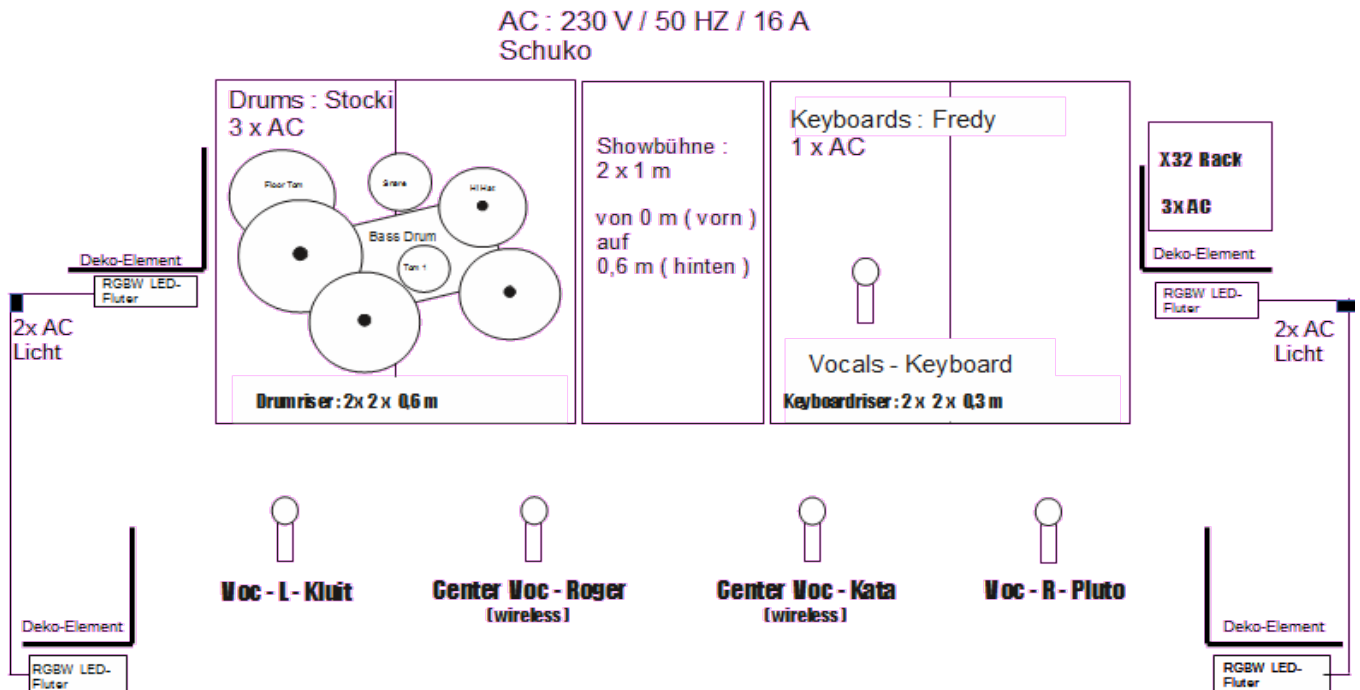 AC : 230 V / 50 HZ / 16 A
Schuko
Drums : Stocki
3 x AC
Floor Tom
Snare
Hi Hat
Bass Drum
Tom 1
Drumriser : 2x 2 x 0,6 m
Showbühne :
2 x 1 m
von 0 m ( vorn )
auf
0,6 m ( hinten )
Keyboards : Fredy
1 x AC
Vocals - Keyboard
Keyboardriser : 2 x 2 x 0,3 m
X32 Rack
3x AC
Deko-Element
RGBW LED-
Fluter
2x AC
Licht
Deko-Element
RGBW LED-
Fluter
2x AC
Licht
Voc - L - Kluit
Center Voc - Roger
(wireless)
Center Voc - Kata
(wireless)
Voc - R - Pluto
Deko-Element
RGBW LED-
Fluter
Deko-Element
RGBW LED-
Fluter